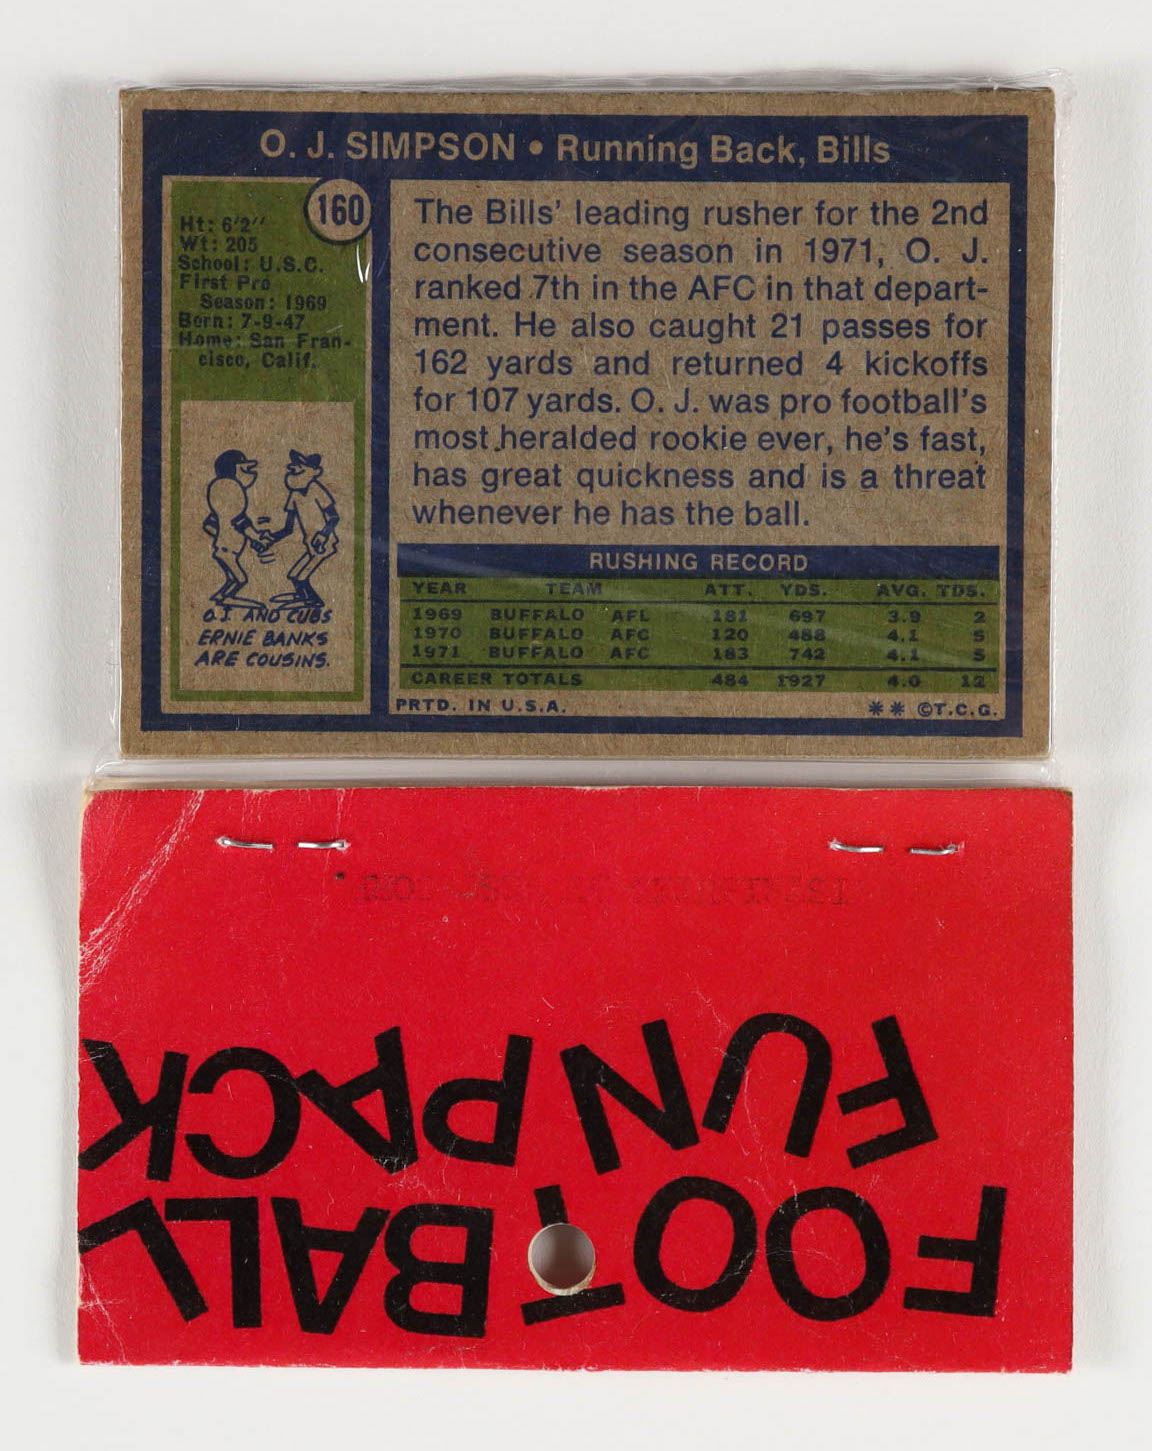 O. J. SIMPSON • Running Back, Bills
160
Ht: 6'2''
Wt: 205
School: U.S.C.
First Pro
Season: 1969
Born: 7-9-47
Home: San Fran-
cisco, Calif.
O.J. AND CUBS
ERNIE BANKS
ARE COUSINS.
The Bills' leading rusher for the 2nd
consecutive season in 1971, O. J.
ranked 7th in the AFC in that depart-
ment. He also caught 21 passes for
162 yards and returned 4 kickoffs
for 107 yards. O. J. was pro football's
most heralded rookie ever, he's fast,
has great quickness and is a threat
whenever he has the ball.
RUSHING RECORD
YEAR TEAM ATT. YDS. AVG. TDS.
1969 BUFFALO AFL 181 697 3.9 2
1970 BUFFALO AFC 120 488 4.1 5
1971 BUFFALO AFC 183 742 4.1 5
CAREER TOTALS 484 1927 4.0 12
PRTD. IN U.S.A. ** ©T.C.G.
FOOTBALL
FUN PACK